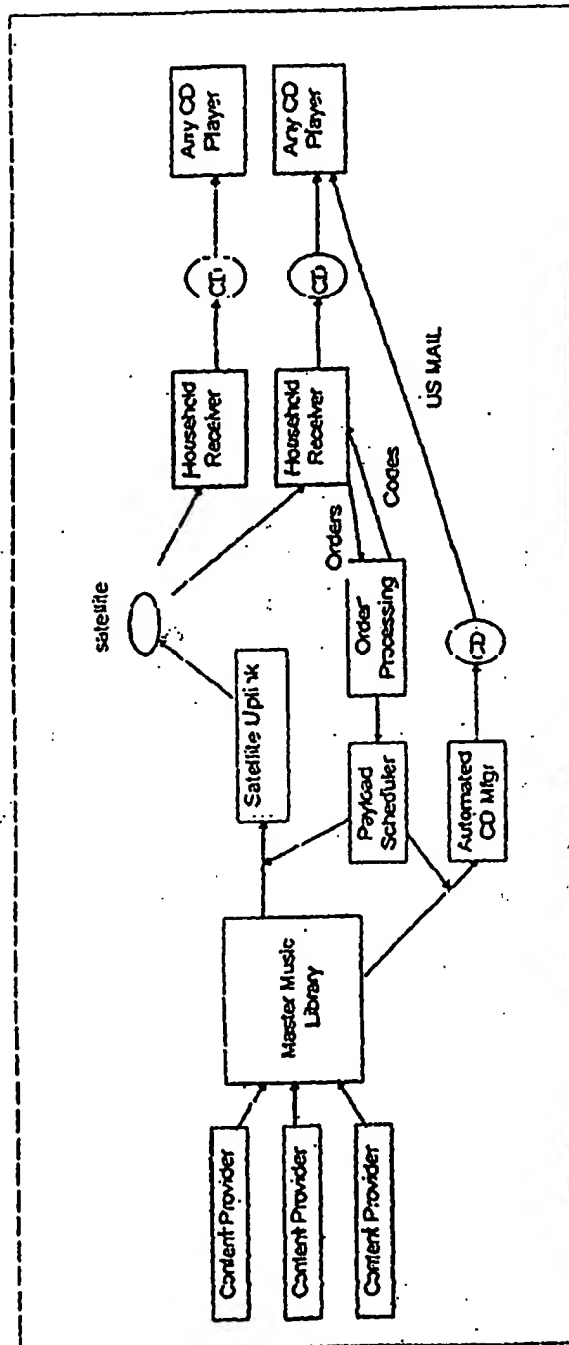 Content Provider
Content Provider
Content Provider
Master Music
Library
Satellite Uplink
satellite
Payload
Scheduler
Order
Processing
Orders
Codes
Automated
CD Mfgr
CD
US MAIL
Household
Receiver
Household
Receiver
CD
CD
Any CD
Player
Any CD
Player